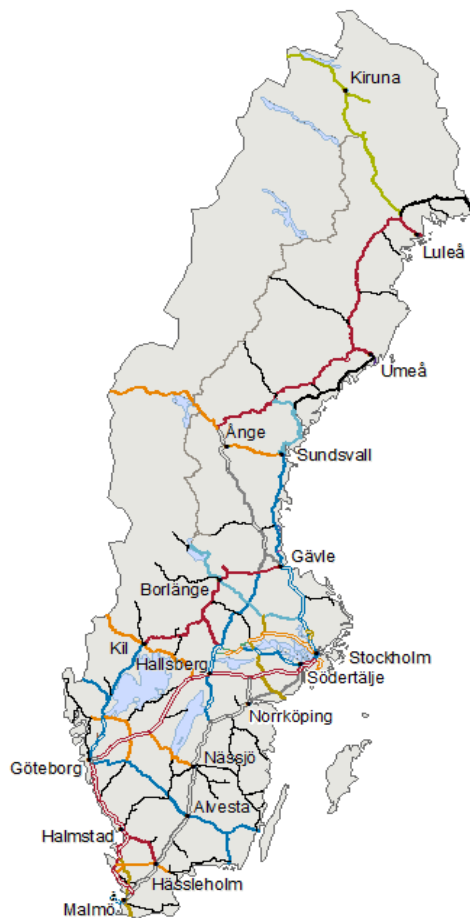 Kiruna
Luleå
Umeå
Ånge
Sundsvall
Gävle
Borlänge
Kil
Stockholm
Hallsberg
Södertälje
Norrköping
Göteborg
Nässjö
Alvesta
Halmstad
Hässleholm
Malmö